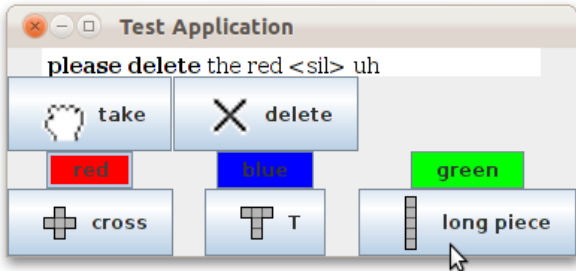 Test Application
please delete the red <sil> uh
take delete
red blue green
cross T long piece